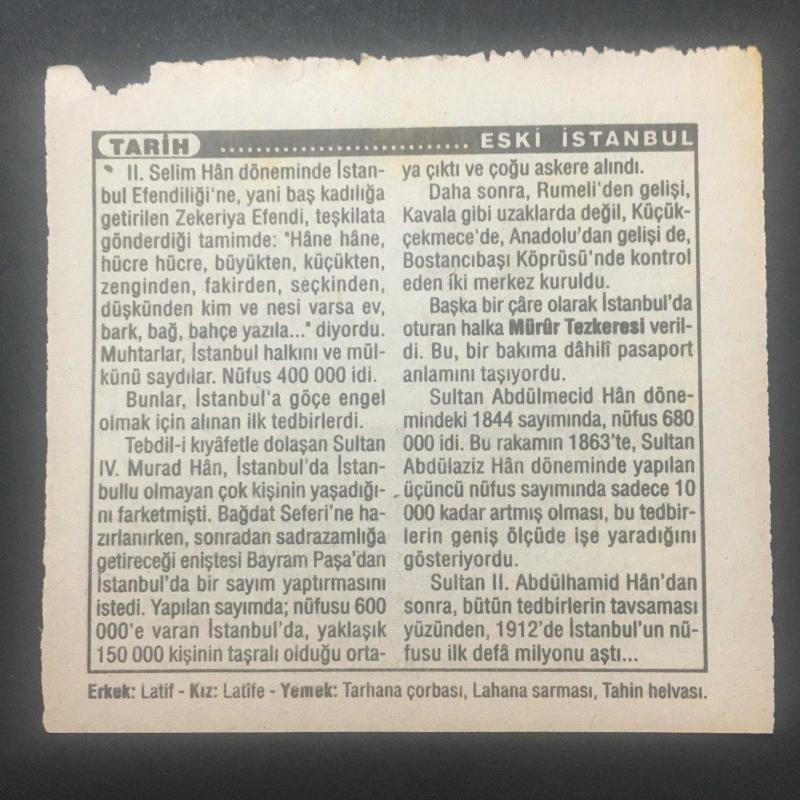 TARİH ............................ ESKİ İSTANBUL
II. Selim Hân döneminde İstan-
bul Efendiliği'ne, yani baş kadılığa
getirilen Zekeriya Efendi, teşkilata
gönderdiği tamimde: "Hâne hâne,
hücre hücre, büyükten, küçükten,
zenginden, fakirden, seçkinden,
düşkünden kim ve nesi varsa ev,
bark, bağ, bahçe yazıla..." diyordu.
Muhtarlar, İstanbul halkını ve mül-
künü saydılar. Nüfus 400 000 idi.
Bunlar, İstanbul'a göçe engel
olmak için alınan ilk tedbirlerdi.
Tebdil-i kıyâfetle dolaşan Sultan
IV. Murad Hân, İstanbul'da İstan-
bullu olmayan çok kişinin yaşadığı-
nı farketmişti. Bağdat Seferi'ne ha-
zırlanırken, sonradan sadrazamlığa
getireceği eniştesi Bayram Paşa'dan
İstanbul'da bir sayım yaptırmasını
istedi. Yapılan sayımda; nüfusu 600
000'e varan İstanbul'da, yaklaşık
150 000 kişinin taşralı olduğu orta-
ya çıktı ve çoğu askere alındı.
Daha sonra, Rumeli'den gelişi,
Kavala gibi uzaklarda değil, Küçük-
çekmece'de, Anadolu'dan gelişi de,
Bostancıbaşı Köprüsü'nde kontrol
eden iki merkez kuruldu.
Başka bir çâre olarak İstanbul'da
oturan halka Mürûr Tezkeresi veril-
di. Bu, bir bakıma dâhilî pasaport
anlamını taşıyordu.
Sultan Abdülmecid Hân döne-
mindeki 1844 sayımında, nüfus 680
000 idi. Bu rakamın 1863'te, Sultan
Abdülaziz Hân döneminde yapılan
üçüncü nüfus sayımında sadece 10
000 kadar artmış olması, bu tedbir-
lerin geniş ölçüde işe yaradığını
gösteriyordu.
Sultan II. Abdülhamid Hân'dan
sonra, bütün tedbirlerin tavsaması
yüzünden, 1912'de İstanbul'un nü-
fusu ilk defâ milyonu aştı...
Erkek: Latif - Kız: Latîfe - Yemek: Tarhana çorbası, Lahana sarması, Tahin helvası.